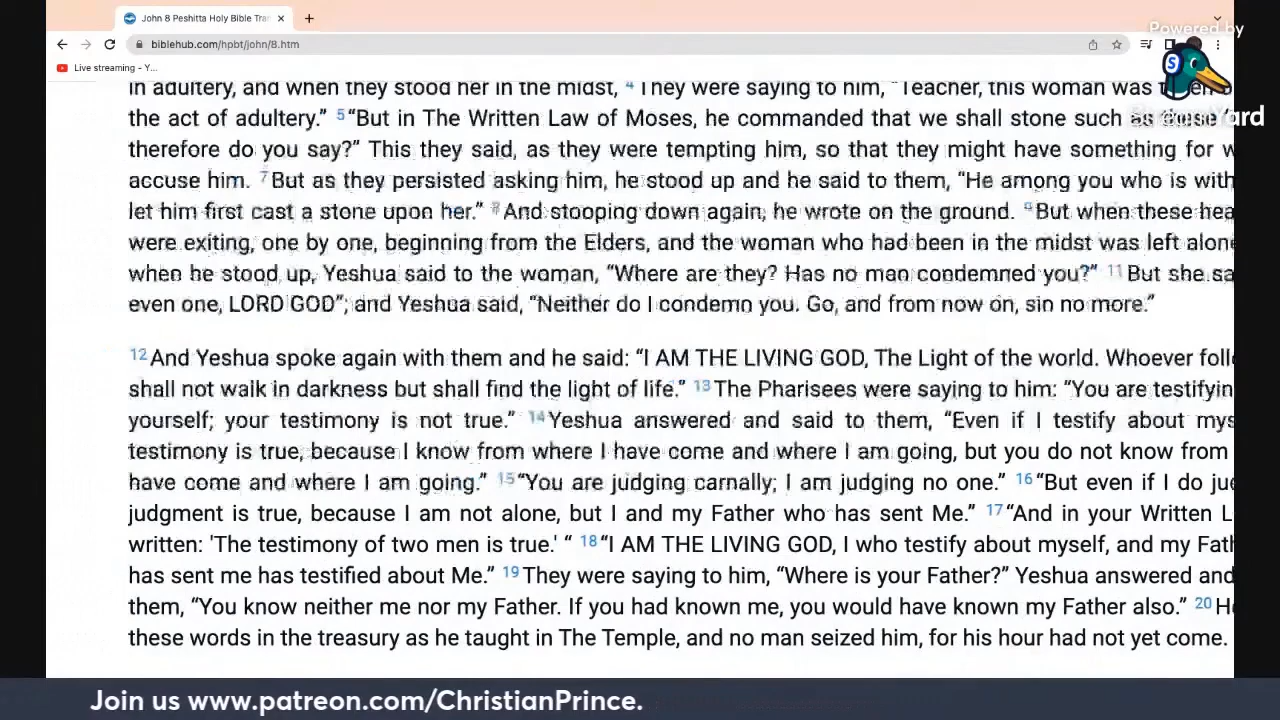 John 8 Peshitta Holy Bible Tran
biblehub.com/hpbt/john/8.htm
Powered by
Live streaming - Y...
S
StreamYard
in adultery, and when they stood her in the midst, 4 They were saying to him, “Teacher, this woman was
the act of adultery.” 5 “But in The Written Law of Moses, he commanded that we shall stone such as these
therefore do you say?” This they said, as they were tempting him, so that they might have something for w
accuse him. 7 But as they persisted asking him, he stood up and he said to them, “He among you who is with
let him first cast a stone upon her.” 8 And stooping down again, he wrote on the ground. 9 But when these hea
were exiting, one by one, beginning from the Elders, and the woman who had been in the midst was left alon
when he stood up, Yeshua said to the woman, “Where are they? Has no man condemned you?” 11 But she sa
even one, LORD GOD”; and Yeshua said, “Neither do I condemn you. Go, and from now on, sin no more.”
12 And Yeshua spoke again with them and he said: “I AM THE LIVING GOD, The Light of the world. Whoever foll
shall not walk in darkness but shall find the light of life.” 13 The Pharisees were saying to him: “You are testifyin
yourself; your testimony is not true.” 14 Yeshua answered and said to them, “Even if I testify about mys
testimony is true, because I know from where I have come and where I am going, but you do not know from
have come and where I am going.” 15 “You are judging carnally; I am judging no one.” 16 “But even if I do ju
judgment is true, because I am not alone, but I and my Father who has sent Me.” 17 “And in your Written L
written: 'The testimony of two men is true.' “ 18 “I AM THE LIVING GOD, I who testify about myself, and my Fath
has sent me has testified about Me.” 19 They were saying to him, “Where is your Father?” Yeshua answered and
them, “You know neither me nor my Father. If you had known me, you would have known my Father also.” 20 H
these words in the treasury as he taught in The Temple, and no man seized him, for his hour had not yet come.
Join us www.patreon.com/ChristianPrince.